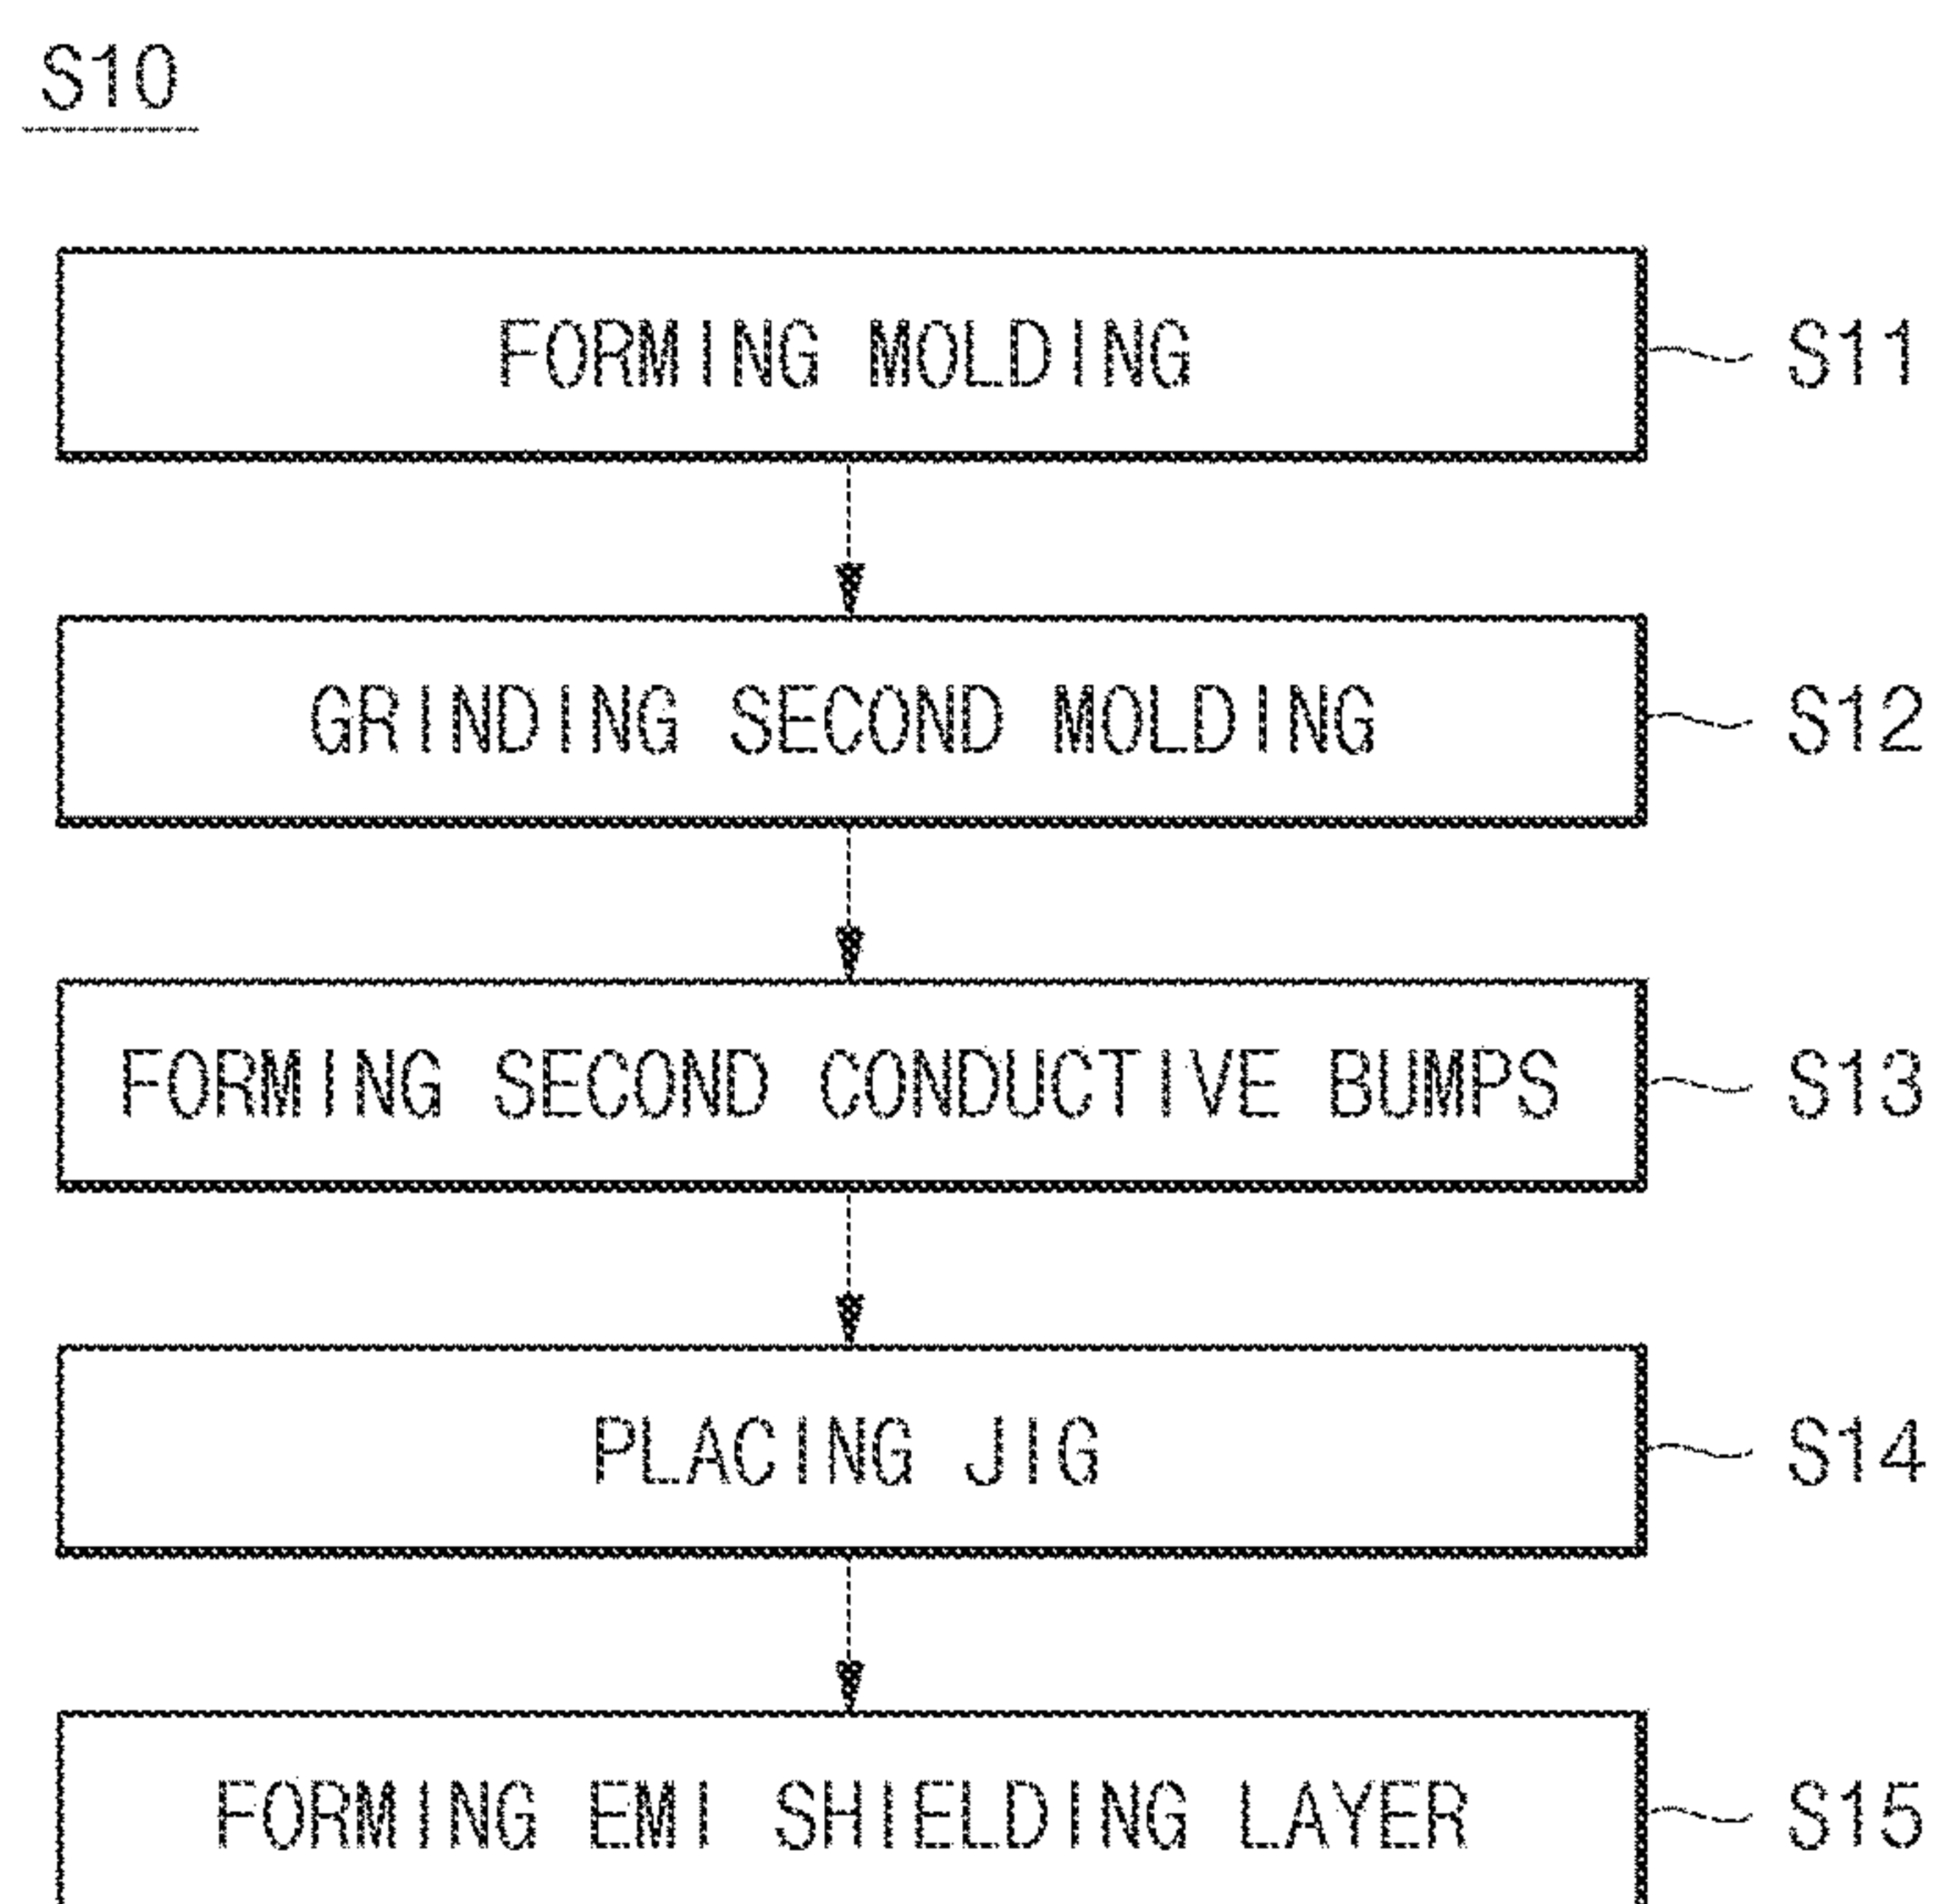 S10
FORMING MOLDING S11
GRINDING SECOND MOLDING S12
FORMING SECOND CONDUCTIVE BUMPS S13
PLACING JIG S14
FORMING EMI SHIELDING LAYER S15